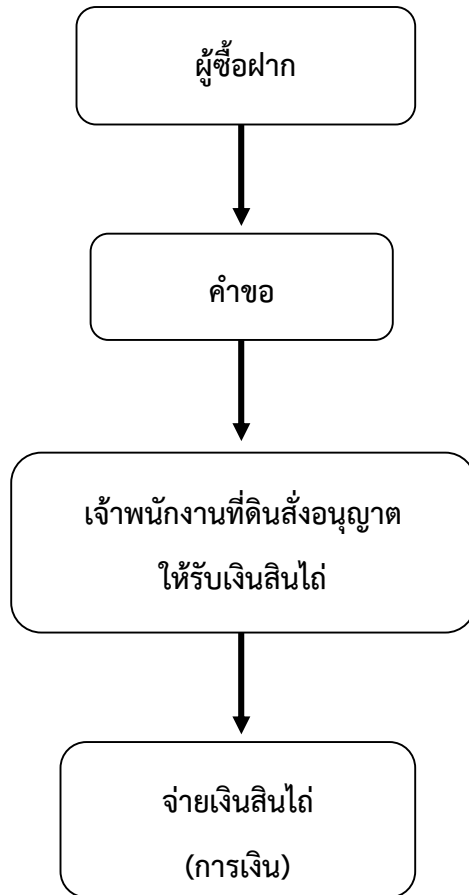 ผู้ซื้อฝาก
คำขอ
เจ้าพนักงานที่ดินสั่งอนุญาต
ให้รับเงินสินไถ่
จ่ายเงินสินไถ่
(การเงิน)